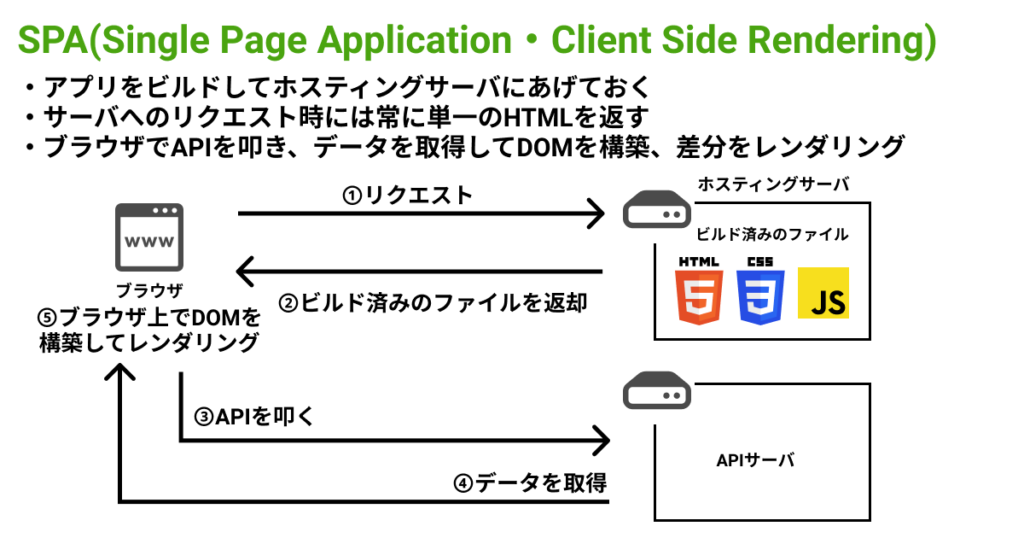 SPA(Single Page Application・Client Side Rendering)
・アプリをビルドしてホスティングサーバにあげておく
・サーバへのリクエスト時には常に単一のHTMLを返す
・ブラウザでAPIを叩き、データを取得してDOMを構築、差分をレンダリング
①リクエスト
ホスティングサーバ
WWW
ブラウザ
ビルド済みのファイル
HTML
CSS
JS
②ビルド済みのファイルを返却
⑤ブラウザ上でDOMを
構築してレンダリング
③APIを叩く
APIサーバ
④データを取得